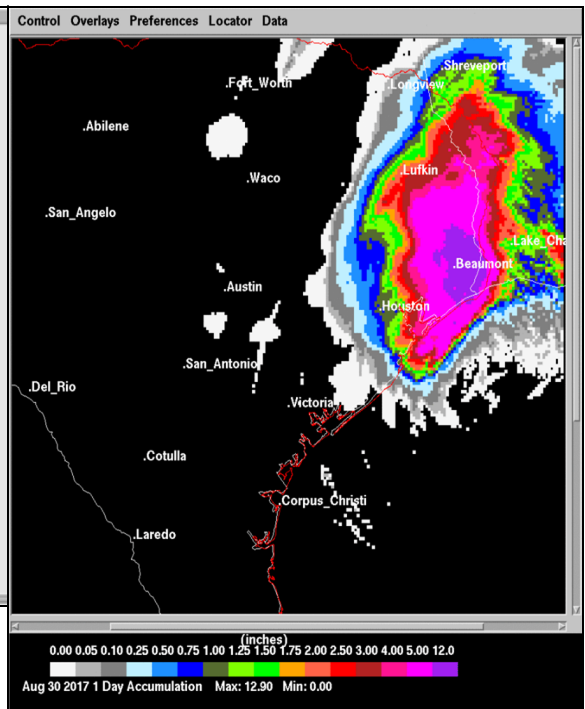 Control Overlays Preferences Locator Data
.Shreveport
.Fort_Worth .Longview
.Abilene
.Lufkin
.Waco
.San_Angelo
.Lake_Cha
.Beaumont
.Austin
.Houston
.San_Antonio
.Del_Rio
.Victoria
.Cotulla
.Corpus_Christi
.Laredo
(inches)
0.00 0.05 0.10 0.25 0.50 0.75 1.00 1.25 1.50 1.75 2.00 2.50 3.00 4.00 5.00 12.0
Aug 30 2017 1 Day Accumulation Max: 12.90 Min: 0.00